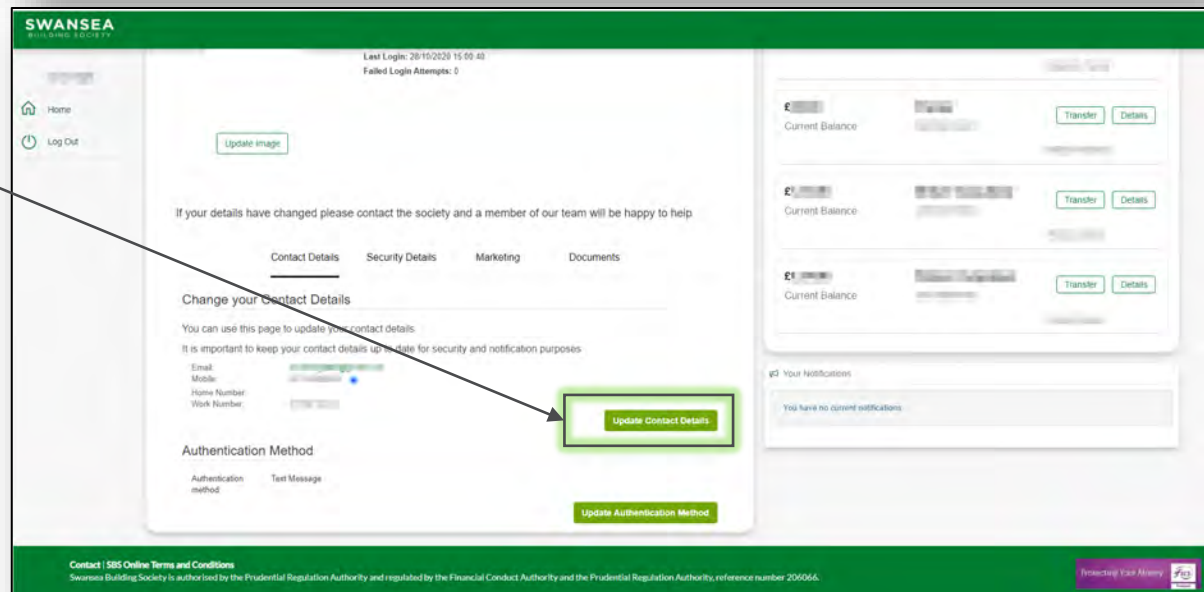 SWANSEA
BUILDING SOCIETY
Home
Log Out
Last Login: 28/10/2020 15:00:40
Failed Login Attempts: 0
Update image
If your details have changed please contact the society and a member of our team will be happy to help
Contact Details Security Details Marketing Documents
Change your Contact Details
You can use this page to update your contact details
It is important to keep your contact details up to date for security and notification purposes
Email:
Mobile:
Home Number:
Work Number:
Update Contact Details
Authentication Method
Authentication method Text Message
Update Authentication Method
£
Current Balance
Transfer Details
£
Current Balance
Transfer Details
£
Current Balance
Transfer Details
Your Notifications
You have no current notifications
Contact | SBS Online Terms and Conditions
Swansea Building Society is authorised by the Prudential Regulation Authority and regulated by the Financial Conduct Authority and the Prudential Regulation Authority, reference number 206066.
Protecting Your Money